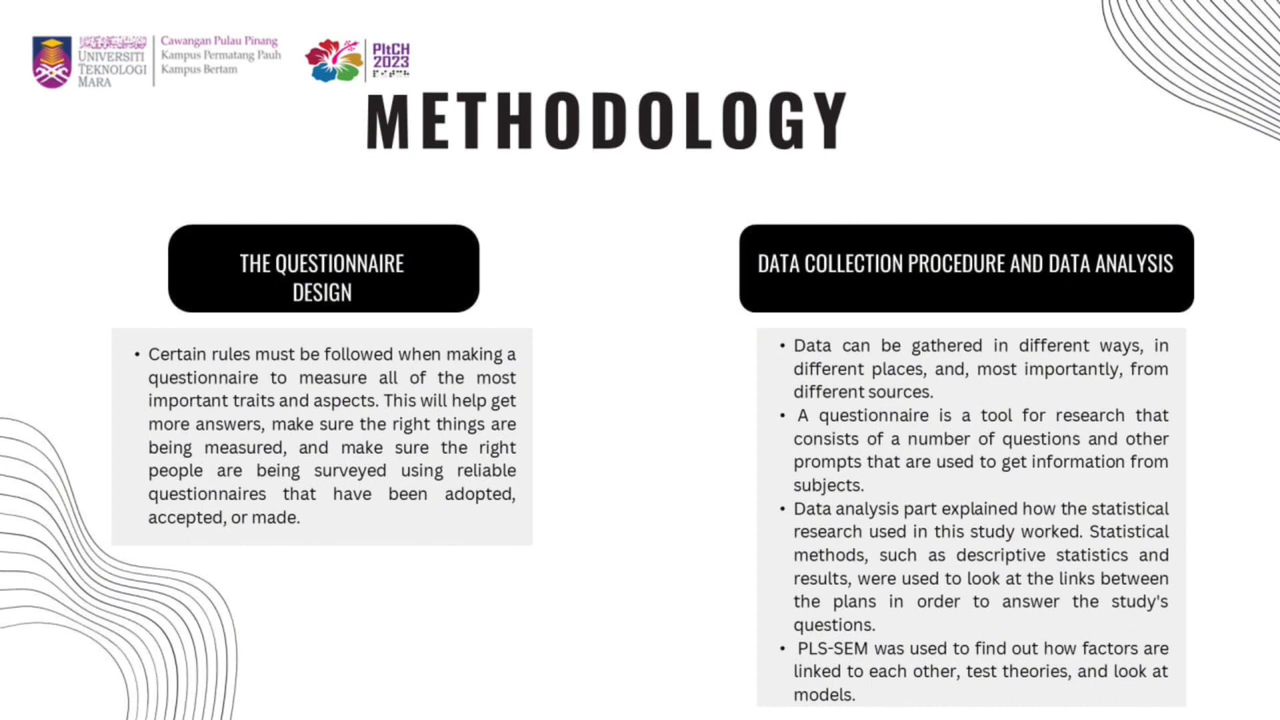 UNIVERSITI
TEKNOLOGI
MARA
Cawangan Pulau Pinang
Kampus Permatang Pauh
Kampus Bertam
PItCH
2023
METHODOLOGY
THE QUESTIONNAIRE
DESIGN
• Certain rules must be followed when making a
questionnaire to measure all of the most
important traits and aspects. This will help get
more answers, make sure the right things are
being measured, and make sure the right
people are being surveyed using reliable
questionnaires that have been adopted,
accepted, or made.
DATA COLLECTION PROCEDURE AND DATA ANALYSIS
• Data can be gathered in different ways, in
different places, and, most importantly, from
different sources.
• A questionnaire is a tool for research that
consists of a number of questions and other
prompts that are used to get information from
subjects.
• Data analysis part explained how the statistical
research used in this study worked. Statistical
methods, such as descriptive statistics and
results, were used to look at the links between
the plans in order to answer the study's
questions.
• PLS-SEM was used to find out how factors are
linked to each other, test theories, and look at
models.